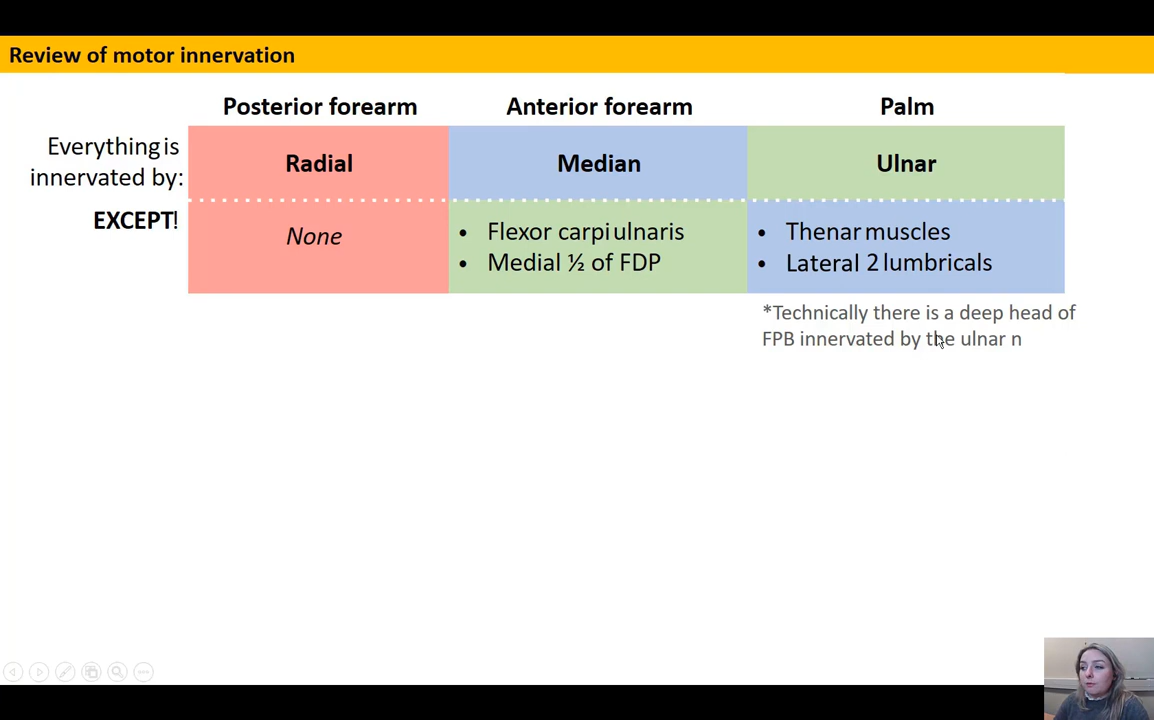 Review of motor innervation
Posterior forearm
Anterior forearm
Palm
Everything is
innervated by:
Radial
Median
Ulnar
EXCEPT!
None
• Flexor carpi ulnaris
• Medial ½ of FDP
• Thenar muscles
• Lateral 2 lumbricals
*Technically there is a deep head of
FPB innervated by the ulnar n